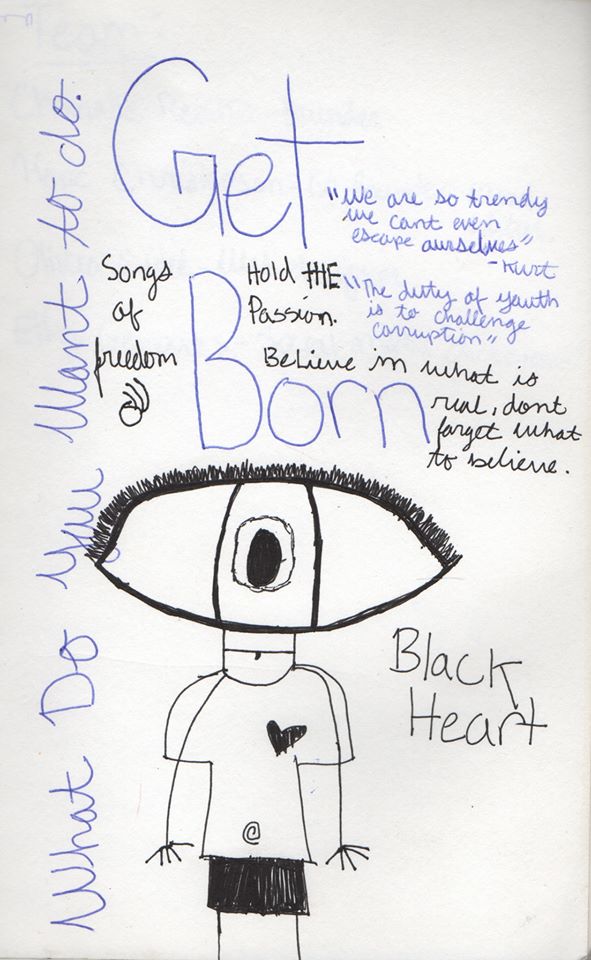 What Do You Want to do.
Get
"We are so trendy
we cant even
escape ourselves"
-Kurt
"The duty of youth
is to challenge
corruption"
Songs
of
freedom
Hold THE
Passion.
Born
Believe in what is
real, dont
forget what
to believe.
Black
Heart
@